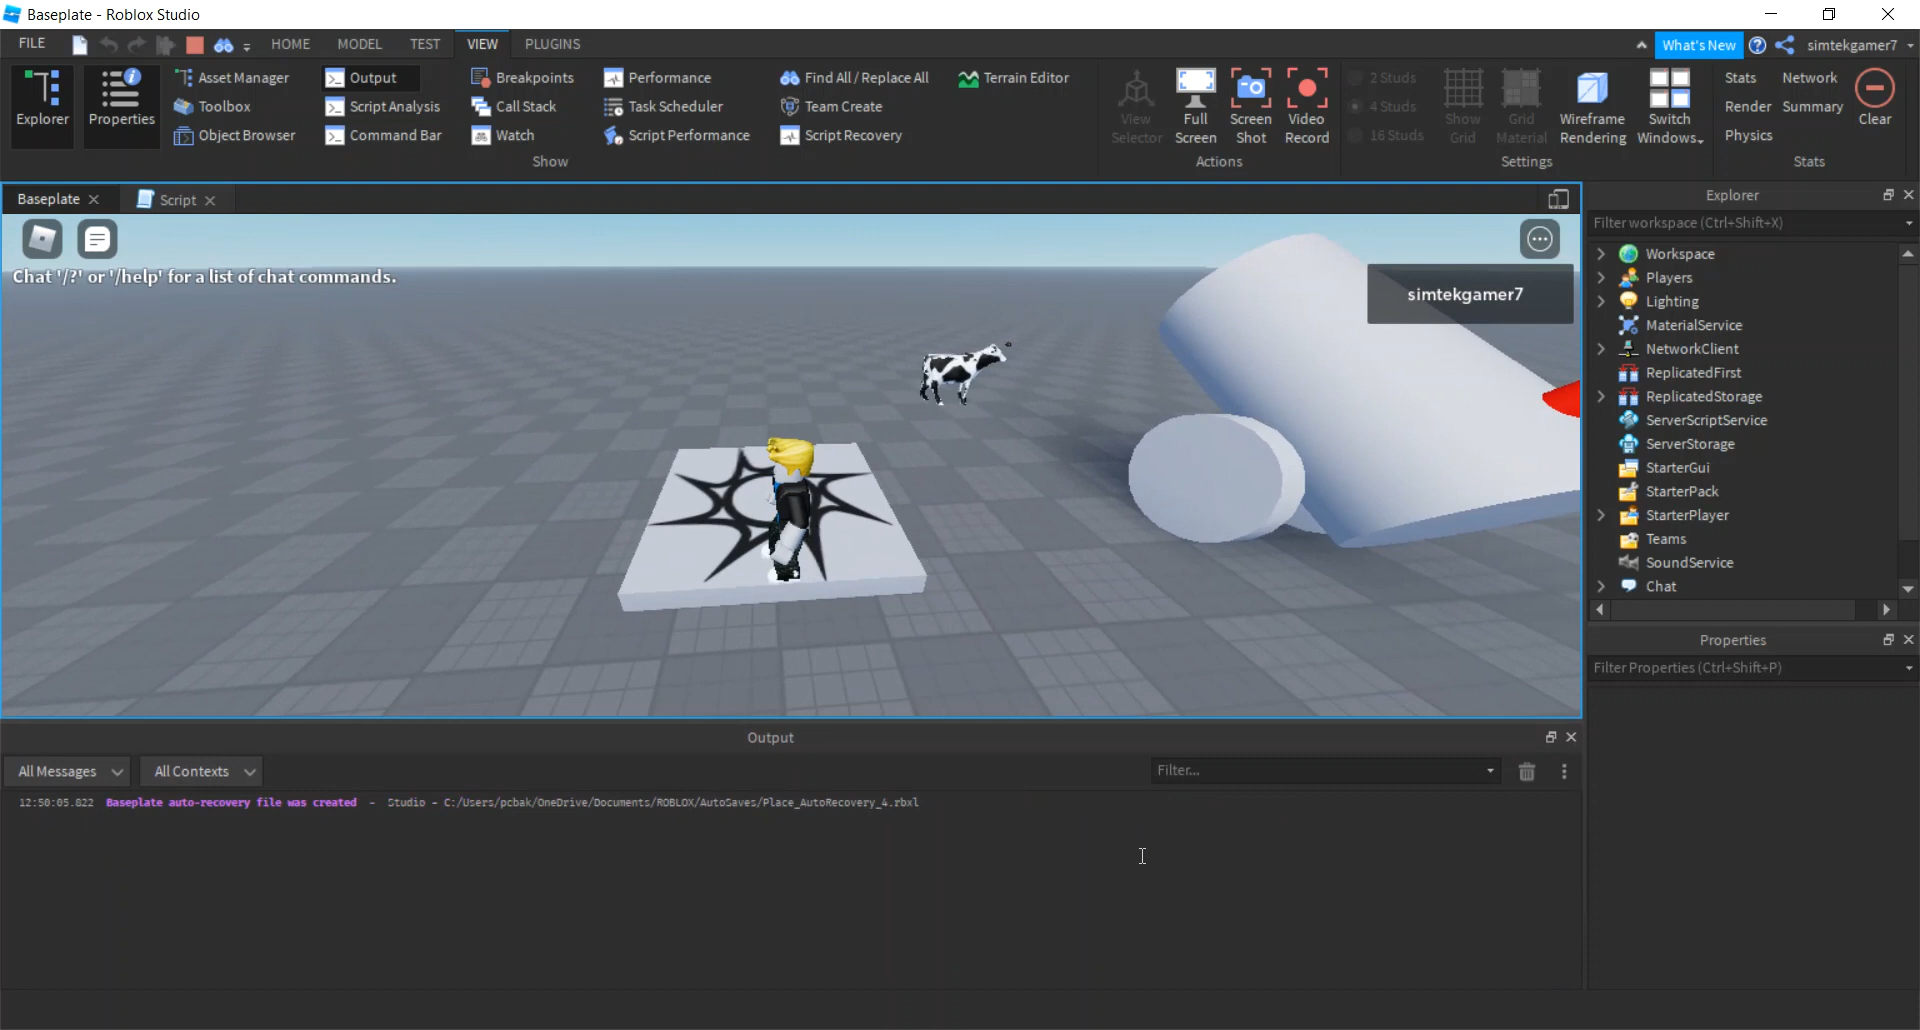 Baseplate - Roblox Studio
FILE HOME MODEL TEST VIEW PLUGINS What's New simtekgamer7
Explorer
Properties
Asset Manager
Toolbox
Object Browser
Output
Script Analysis
Command Bar
Breakpoints
Call Stack
Watch
Performance
Task Scheduler
Script Performance
Find All / Replace All
Team Create
Script Recovery
Terrain Editor
Show
View
Selector
Full
Screen
Screen
Shot
Video
Record
Actions
2 Studs
4 Studs
16 Studs
Show
Grid
Grid
Material
Wireframe
Rendering
Switch
Windows
Settings
Stats Network
Render Summary
Physics
Clear
Stats
Baseplate
Script
Chat '/?' or '/help' for a list of chat commands.
simtekgamer7
Explorer
Filter workspace (Ctrl+Shift+X)
Workspace
Players
Lighting
MaterialService
NetworkClient
ReplicatedFirst
ReplicatedStorage
ServerScriptService
ServerStorage
StarterGui
StarterPack
StarterPlayer
Teams
SoundService
Chat
Properties
Filter Properties (Ctrl+Shift+P)
Output
All Messages All Contexts Filter...
12:50:05.822 Baseplate auto-recovery file was created - Studio - C:/Users/pcbak/OneDrive/Documents/ROBLOX/AutoSaves/Place_AutoRecovery_4.rbxl